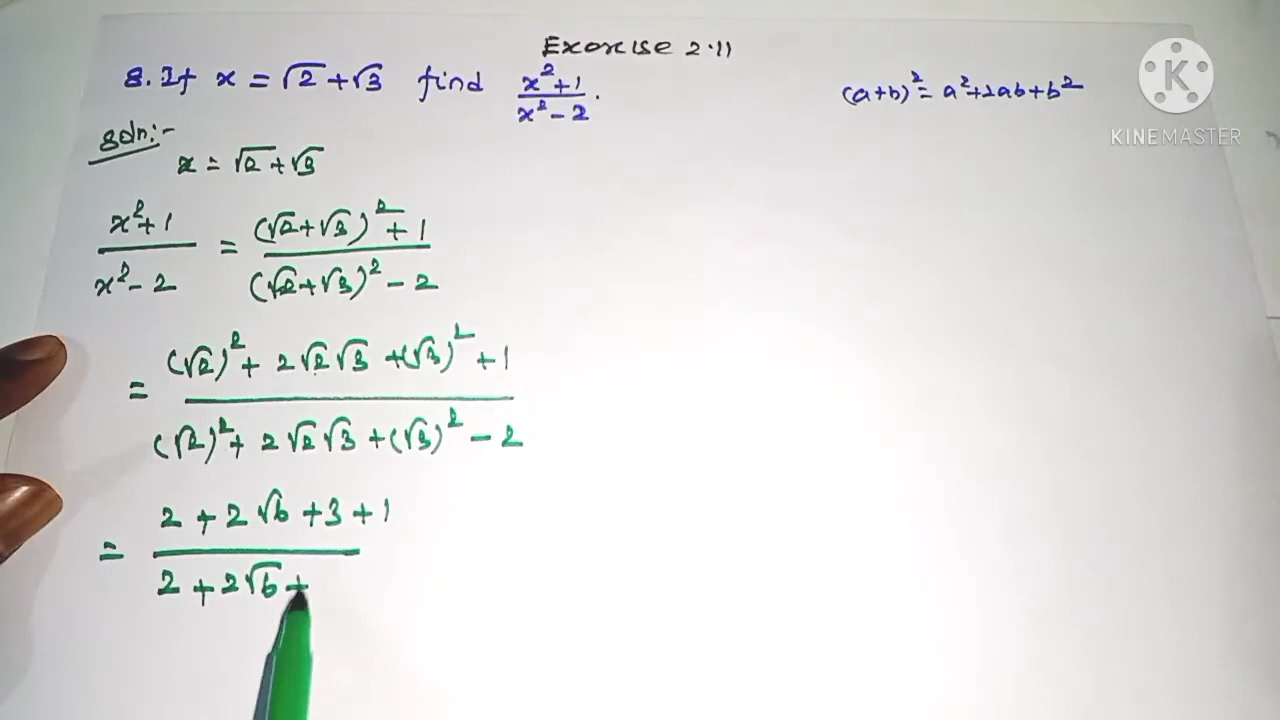 Exercise 2.11
8. If x = √2 + √3 find (x² + 1)/(x² - 2).
(a+b)² = a² + 2ab + b²
KINEMASTER
Soln:-
x = √2 + √3
(x² + 1)/(x² - 2) = ((√2 + √3)² + 1)/((√2 + √3)² - 2)
= ((√2)² + 2√2√3 + (√3)² + 1)/((√2)² + 2√2√3 + (√3)² - 2)
= (2 + 2√6 + 3 + 1)/(2 + 2√6 +